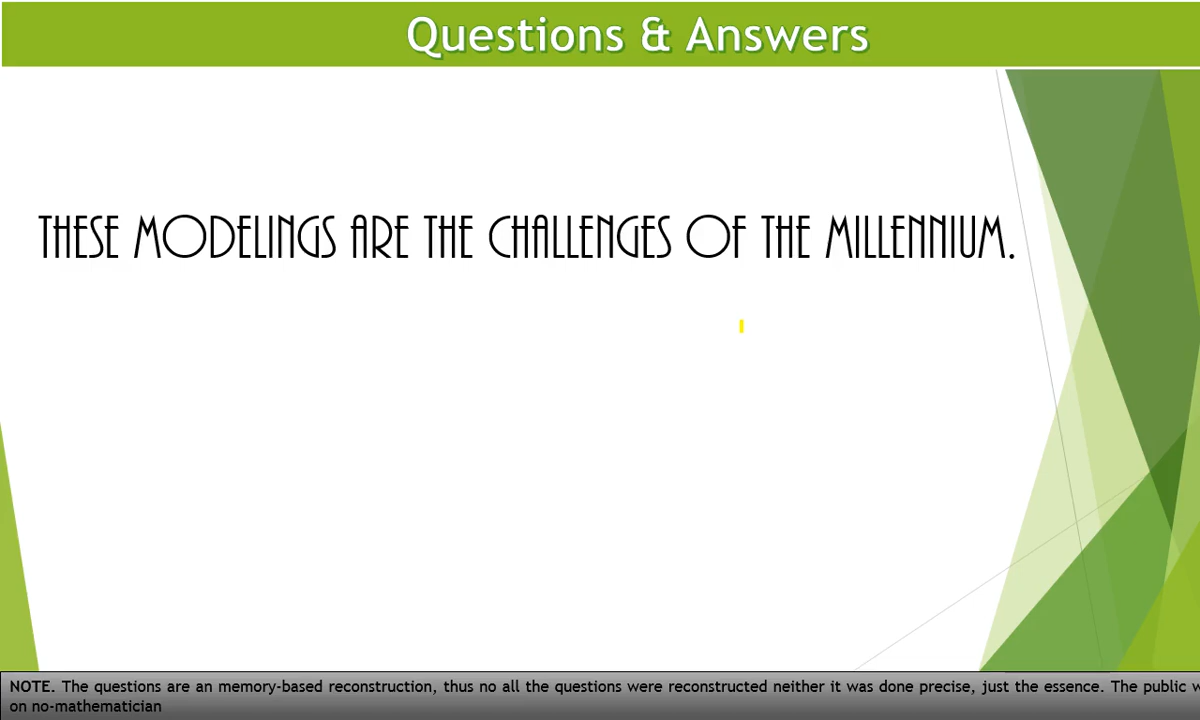 Questions & Answers
THESE MODELINGS ARE THE CHALLENGES OF THE MILLENNIUM.
NOTE. The questions are an memory-based reconstruction, thus no all the questions were reconstructed neither it was done precise, just the essence. The public
on no-mathematician